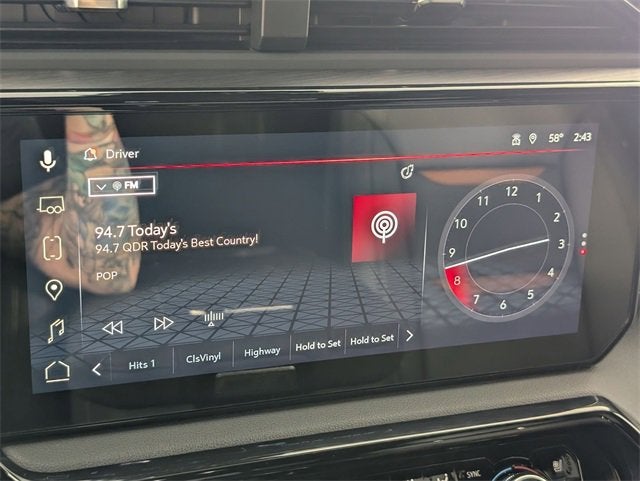 Driver
58° 2:43
FM
94.7 Today's
94.7 QDR Today's Best Country!
POP
12
1
2
3
4
5
6
7
8
9
10
11
Hits 1 ClsVinyl Highway Hold to Set Hold to Set
SYNC